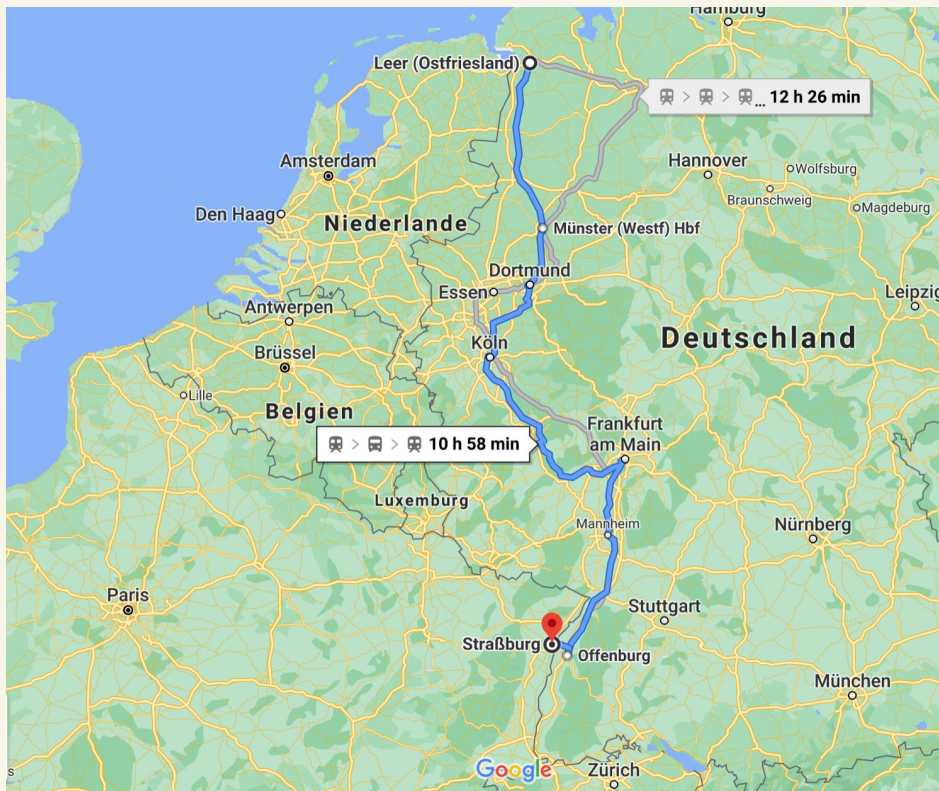 Hamburg
Leer (Ostfriesland)
... 12 h 26 min
Amsterdam
Hannover
Wolfsburg
Braunschweig
Magdeburg
Den Haag
Niederlande
Münster (Westf) Hbf
Dortmund
Essen
Leipzig
Antwerpen
Deutschland
Köln
Brüssel
Lille
Belgien
Frankfurt
am Main
10 h 58 min
Luxemburg
Mannheim
Nürnberg
Paris
Stuttgart
Straßburg
Offenburg
München
Google
Zürich
s